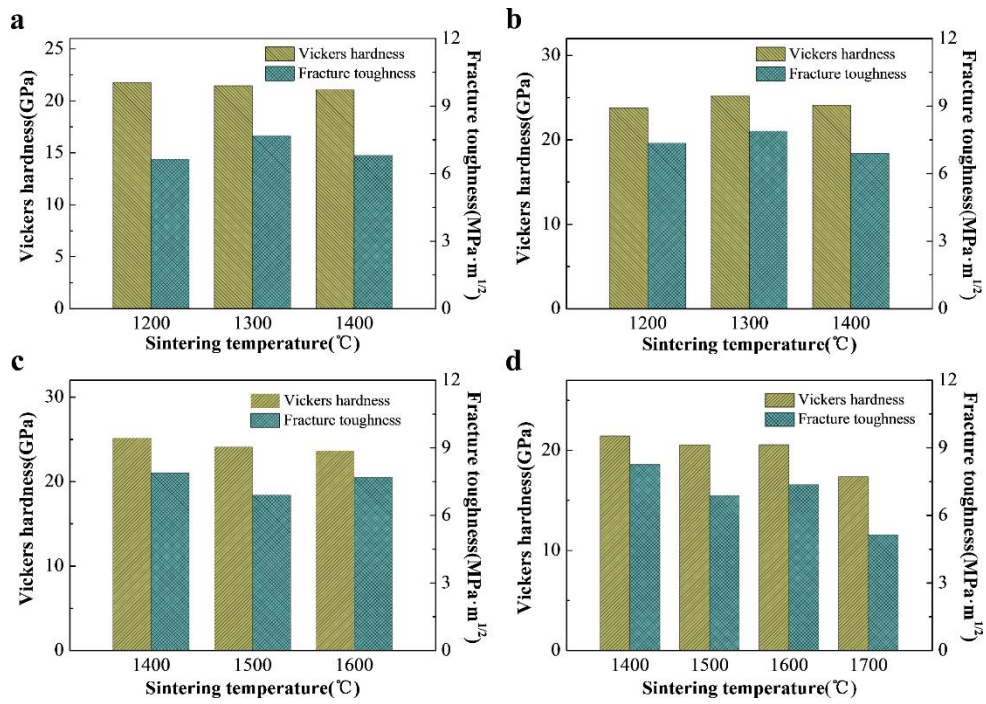 a
Vickers hardness
Fracture toughness
Vickers hardness(GPa)
25
20
15
10
5
0
12
9
6
3
0
Fracture toughness(MPa·m1/2)
1200 1300 1400
Sintering temperature(℃)
b
Vickers hardness
Fracture toughness
Vickers hardness(GPa)
30
20
10
0
12
9
6
3
0
Fracture toughness(MPa·m1/2)
1200 1300 1400
Sintering temperature(℃)
c
Vickers hardness
Fracture toughness
Vickers hardness(GPa)
30
20
10
0
12
9
6
3
0
Fracture toughness(MPa·m1/2)
1400 1500 1600
Sintering temperature(℃)
d
Vickers hardness
Fracture toughness
Vickers hardness(GPa)
20
10
0
12
9
6
3
0
Fracture toughness(MPa·m1/2)
1400 1500 1600 1700
Sintering temperature(℃)